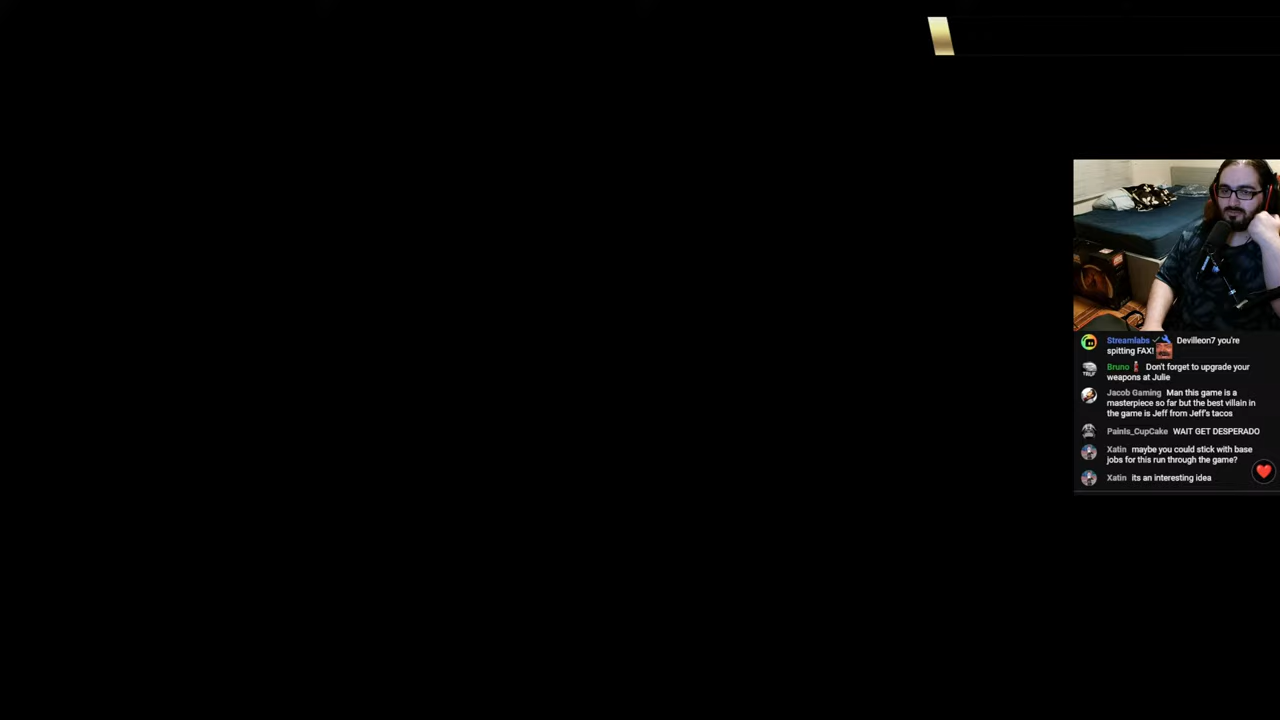 Streamlabs Devilleon7 you're
spitting FAX!
Bruno Don't forget to upgrade your
weapons at Julie
Jacob Gaming Man this game is a
masterpiece so far but the best villain in
the game is Jeff from Jeff's tacos
PainIs_CupCake WAIT GET DESPERADO
Xatin maybe you could stick with base
jobs for this run through the game?
Xatin its an interesting idea